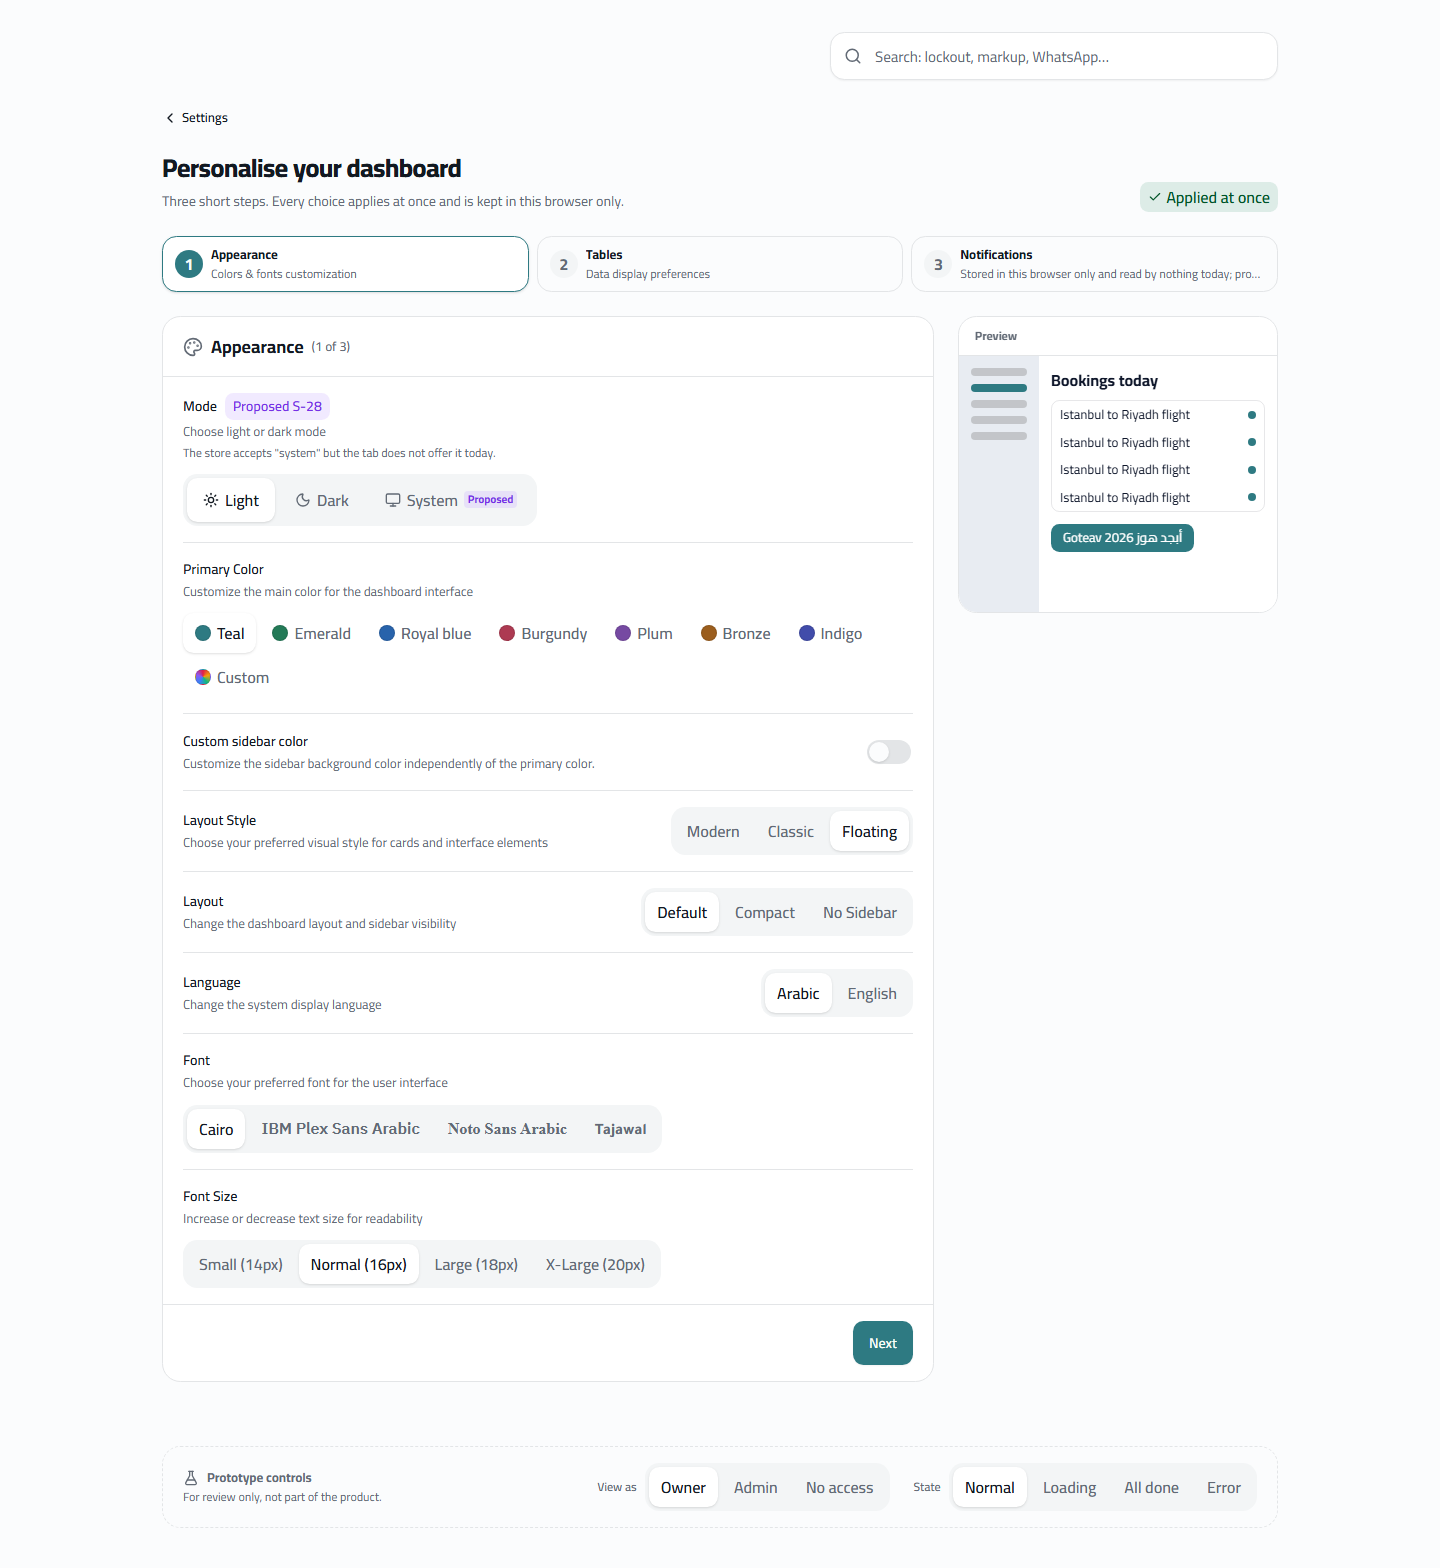 Search: lockout, markup, WhatsApp...
Settings
Personalise your dashboard
Three short steps. Every choice applies at once and is kept in this browser only.
Applied at once
1
Appearance
Colors & fonts customization
2
Tables
Data display preferences
3
Notifications
Stored in this browser only and read by nothing today; pro...
Appearance (1 of 3)
Mode Proposed S-28
Choose light or dark mode
The store accepts "system" but the tab does not offer it today.
Light Dark System Proposed
Primary Color
Customize the main color for the dashboard interface
Teal Emerald Royal blue Burgundy Plum Bronze Indigo
Custom
Custom sidebar color
Customize the sidebar background color independently of the primary color.
Layout Style
Choose your preferred visual style for cards and interface elements
Modern Classic Floating
Layout
Change the dashboard layout and sidebar visibility
Default Compact No Sidebar
Language
Change the system display language
Arabic English
Font
Choose your preferred font for the user interface
Cairo IBM Plex Sans Arabic Noto Sans Arabic Tajawal
Font Size
Increase or decrease text size for readability
Small (14px) Normal (16px) Large (18px) X-Large (20px)
Next
Preview
Bookings today
Istanbul to Riyadh flight
Istanbul to Riyadh flight
Istanbul to Riyadh flight
Istanbul to Riyadh flight
Goteav 2026 أبجد هوز
Prototype controls
For review only, not part of the product.
View as Owner Admin No access
State Normal Loading All done Error